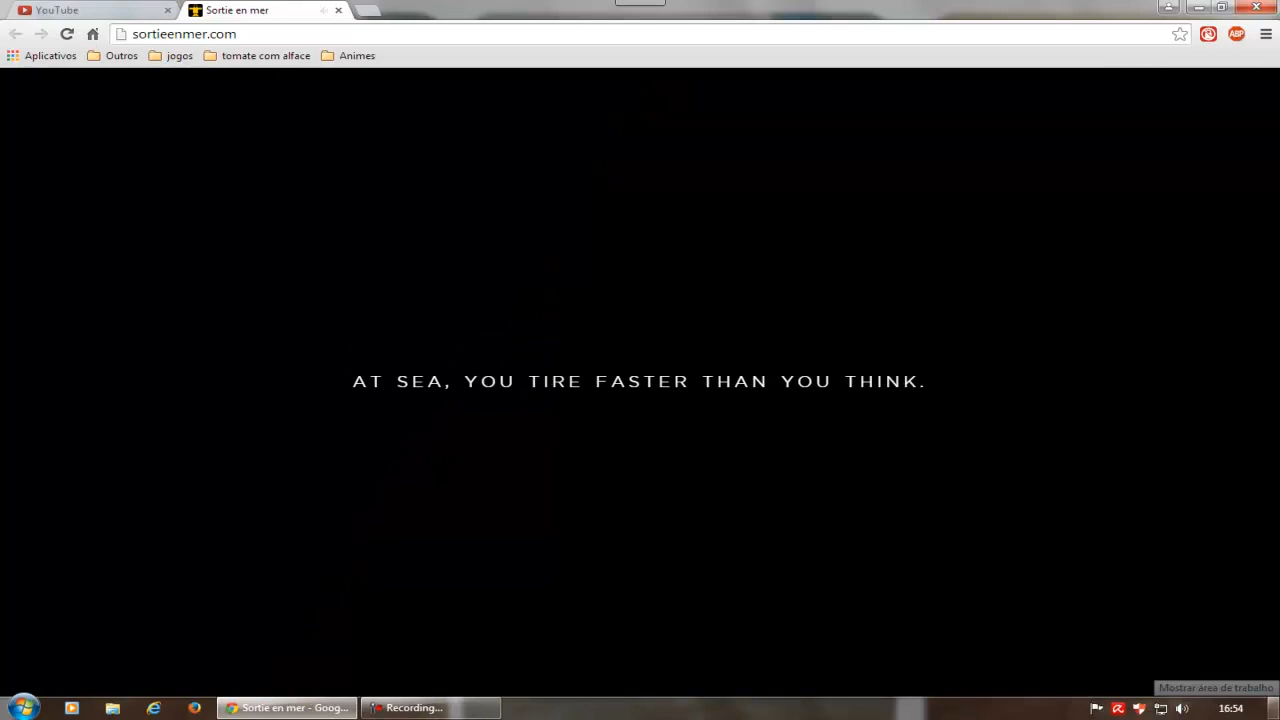 YouTube
Sortie en mer
sortieenmer.com
Aplicativos
Outros
jogos
tomate com alface
Animes
ABP
AT SEA, YOU TIRE FASTER THAN YOU THINK.
Mostrar área de trabalho
Sortie en mer - Goog...
Recording...
16:54